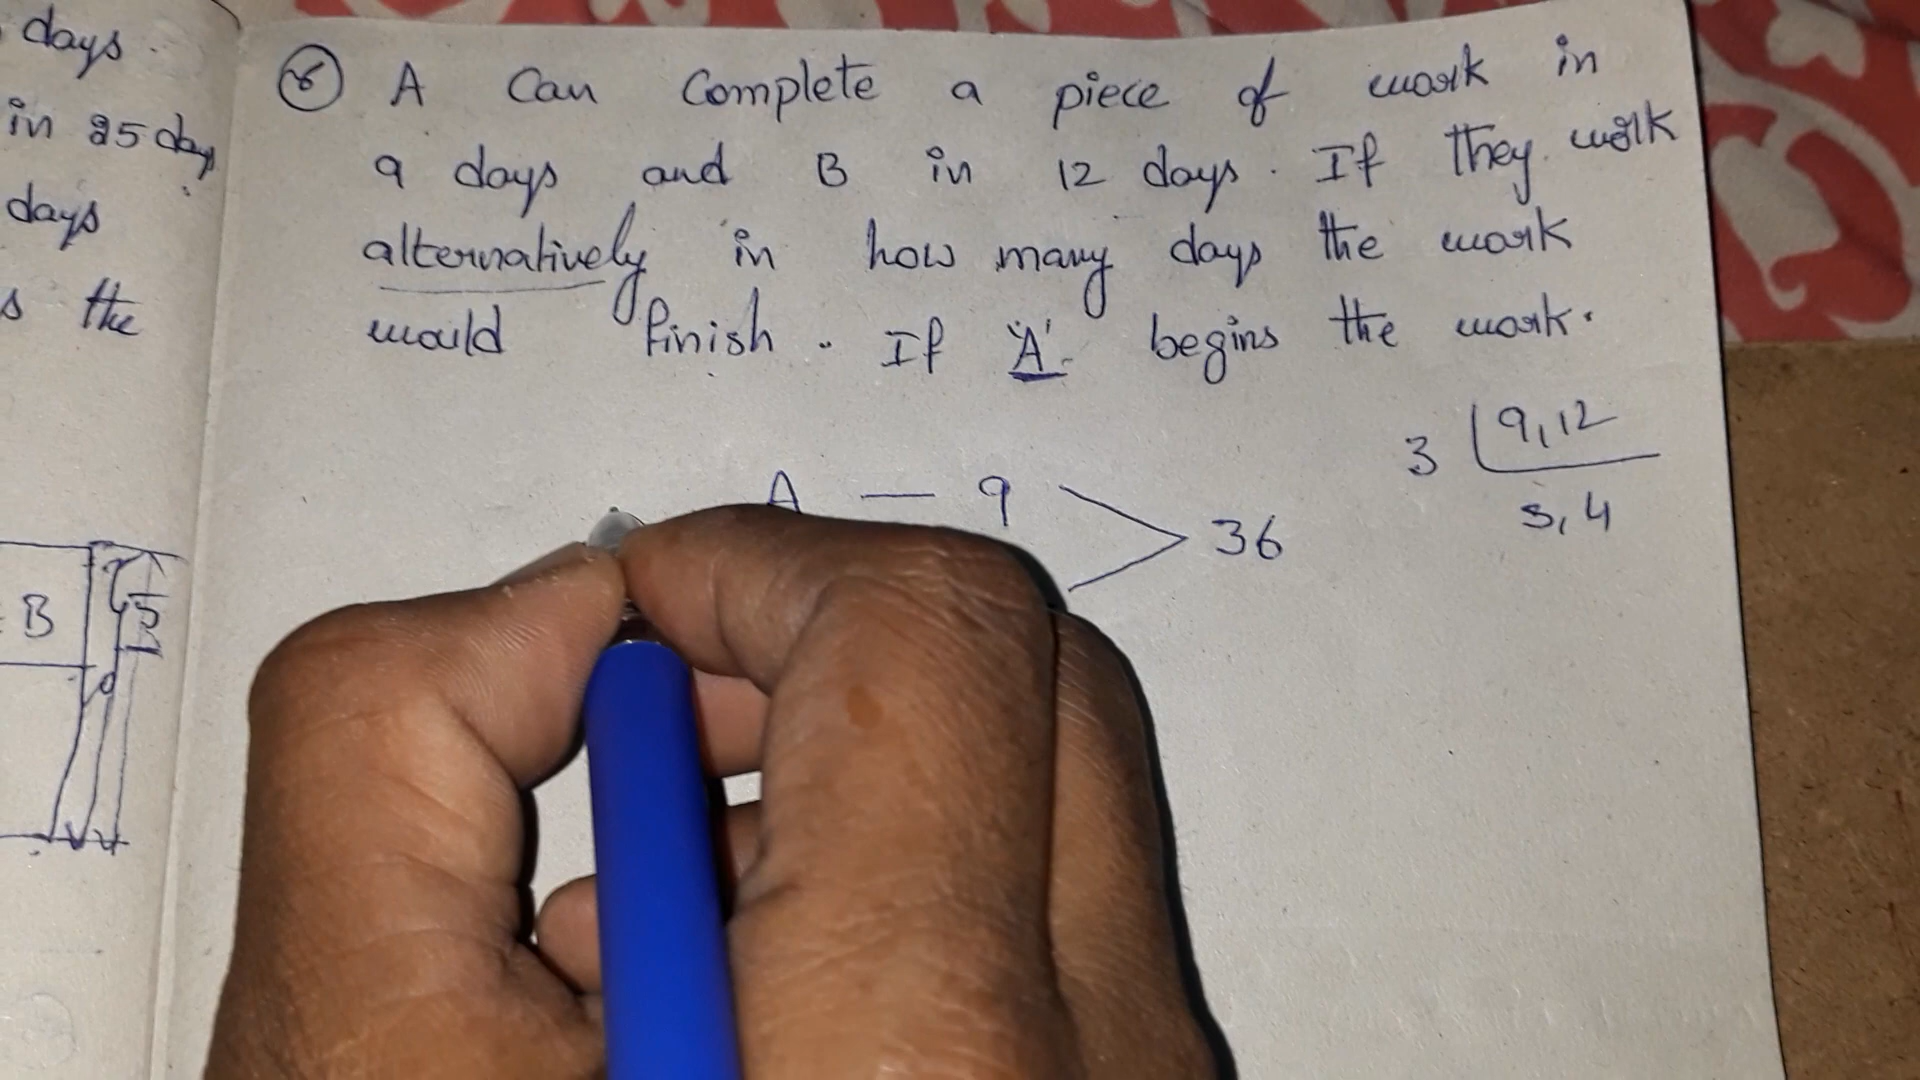 days.
in 25 day
days
s the
B
⑧ A Can Complete a piece of work in
9 days and B in 12 days. If they work
alternatively in how many days the work
would finish. If 'A' begins the work.
3 | 9,12
3,4
A — 9
36